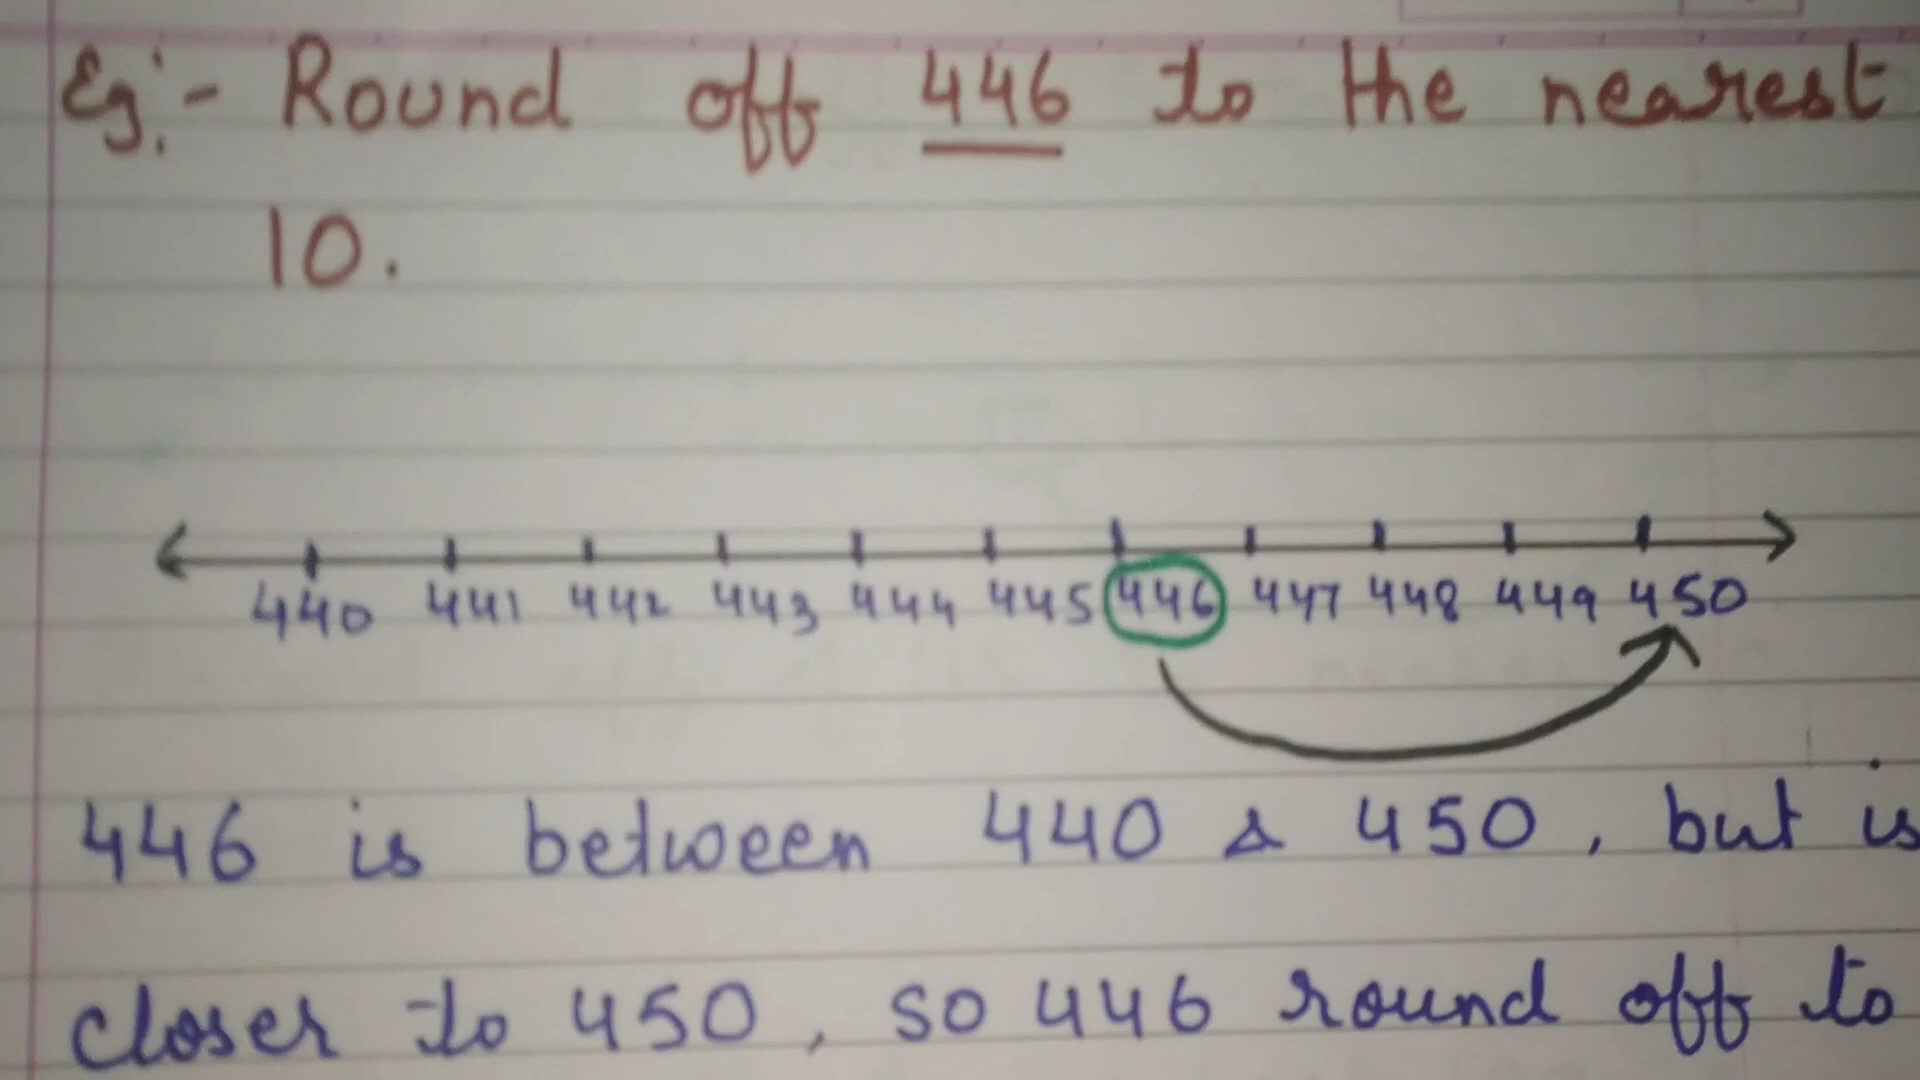 Eg:- Round off 446 to the nearest
10.
440 441 442 443 444 445 446 447 448 449 450
446 is between 440 & 450, but is
closer to 450, so 446 round off to